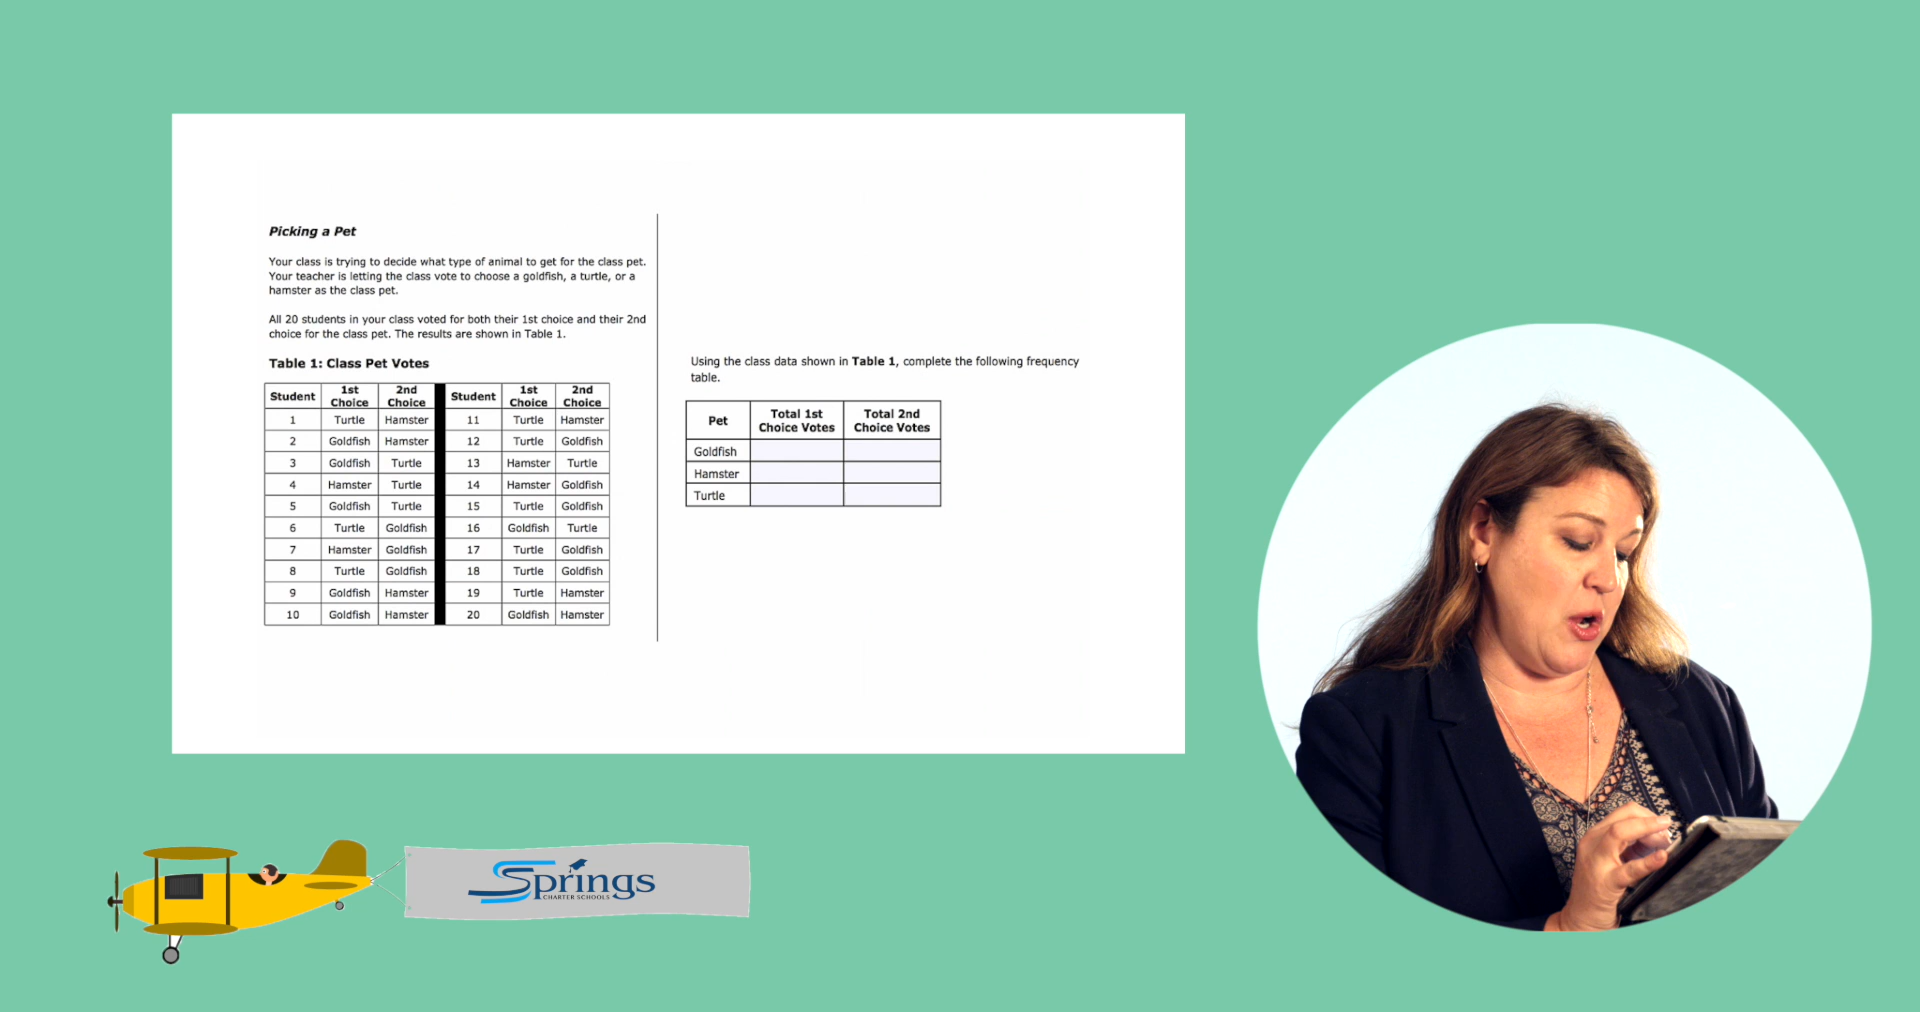 Picking a Pet
Your class is trying to decide what type of animal to get for the class pet.
Your teacher is letting the class vote to choose a goldfish, a turtle, or a
hamster as the class pet.
All 20 students in your class voted for both their 1st choice and their 2nd
choice for the class pet. The results are shown in Table 1.
Table 1: Class Pet Votes
Student 1st Choice 2nd Choice Student 1st Choice 2nd Choice
1 Turtle Hamster 11 Turtle Hamster
2 Goldfish Hamster 12 Turtle Goldfish
3 Goldfish Turtle 13 Hamster Turtle
4 Hamster Turtle 14 Hamster Goldfish
5 Goldfish Turtle 15 Turtle Goldfish
6 Turtle Goldfish 16 Goldfish Turtle
7 Hamster Goldfish 17 Turtle Goldfish
8 Turtle Goldfish 18 Turtle Goldfish
9 Goldfish Hamster 19 Turtle Hamster
10 Goldfish Hamster 20 Goldfish Hamster
Using the class data shown in Table 1, complete the following frequency
table.
Pet Total 1st Choice Votes Total 2nd Choice Votes
Goldfish
Hamster
Turtle
Springs
CHARTER SCHOOLS